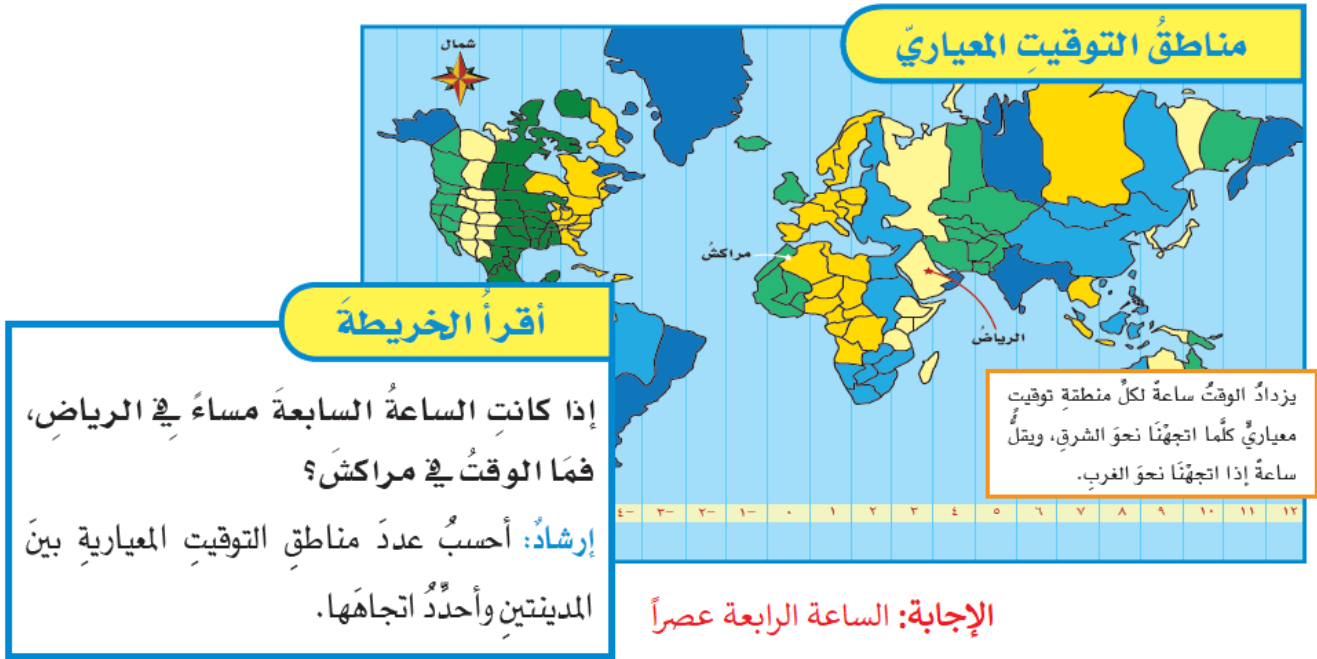 مناطقُ التوقيتِ المعياريّ
شمال
مراكشُ
الرياضُ
يزدادُ الوقتُ ساعةً لكلِّ منطقةِ توقيتٍ
معياريٍّ كلَّما اتجهْنَا نحوَ الشرقِ، ويقلُّ
ساعةً إذا اتجهْنَا نحوَ الغربِ.
٤- ٣- ٢- ١- ٠ ١ ٢ ٣ ٤ ٥ ٦ ٧ ٨ ٩ ١٠ ١١ ١٢
أقرأُ الخريطةَ
إذا كانتِ الساعةُ السابعةَ مساءً في الرياضِ،
فمَا الوقتُ في مراكشَ؟
إرشادٌ: أحسبُ عددَ مناطقِ التوقيتِ المعياريةِ بينَ
المدينتينِ وأحدِّدُ اتجاهَها.
الإجابة: الساعة الرابعة عصراً